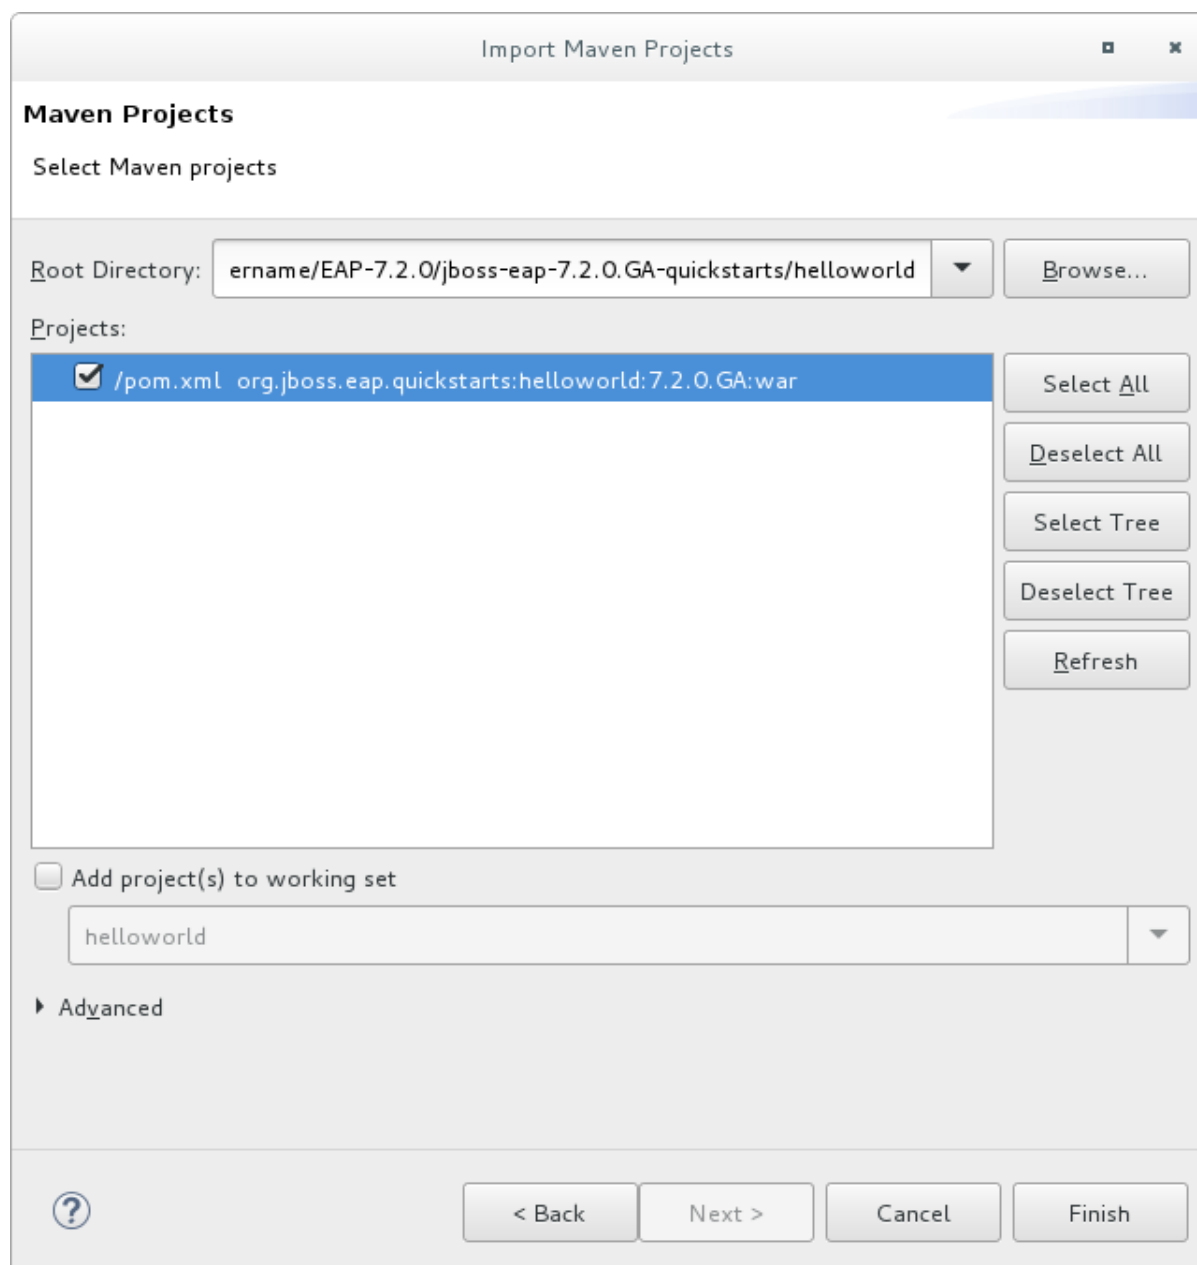 Import Maven Projects
Maven Projects
Select Maven projects
Root Directory: ername/EAP-7.2.0/jboss-eap-7.2.0.GA-quickstarts/helloworld Browse...
Projects:
/pom.xml org.jboss.eap.quickstarts:helloworld:7.2.0.GA:war
Select All
Deselect All
Select Tree
Deselect Tree
Refresh
Add project(s) to working set
helloworld
Advanced
? < Back Next > Cancel Finish